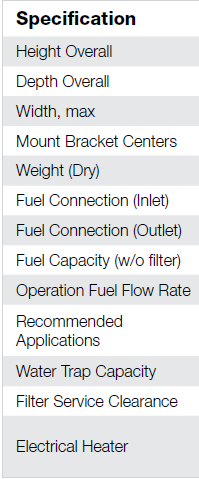 Specification
Height Overall
Depth Overall
Width, max
Mount Bracket Centers
Weight (Dry)
Fuel Connection (Inlet)
Fuel Connection (Outlet)
Fuel Capacity (w/o filter)
Operation Fuel Flow Rate
Recommended
Applications
Water Trap Capacity
Filter Service Clearance
Electrical Heater